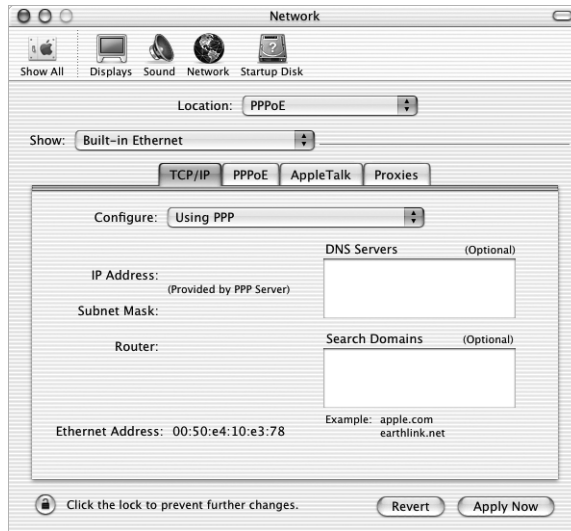 Network
Show All Displays Sound Network Startup Disk
Location: PPPoE
Show: Built-in Ethernet
TCP/IP PPPoE AppleTalk Proxies
Configure: Using PPP
DNS Servers (Optional)
IP Address:
(Provided by PPP Server)
Subnet Mask:
Router:
Search Domains (Optional)
Example: apple.com
earthlink.net
Ethernet Address: 00:50:e4:10:e3:78
Click the lock to prevent further changes.
Revert Apply Now